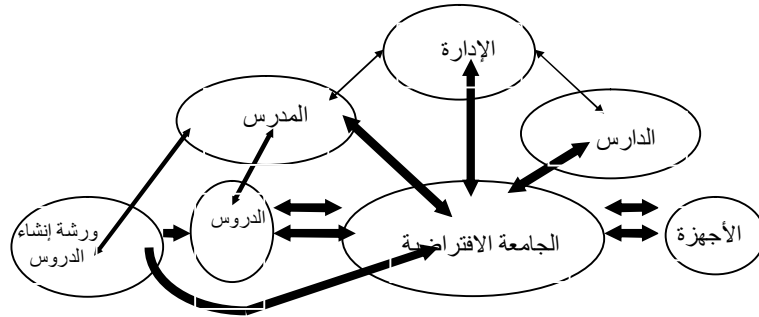 الإدارة
المدرس
الدارس
الدروس
ورشة إنشاء
الدروس
الجامعة الافتراضية
الأجهزة